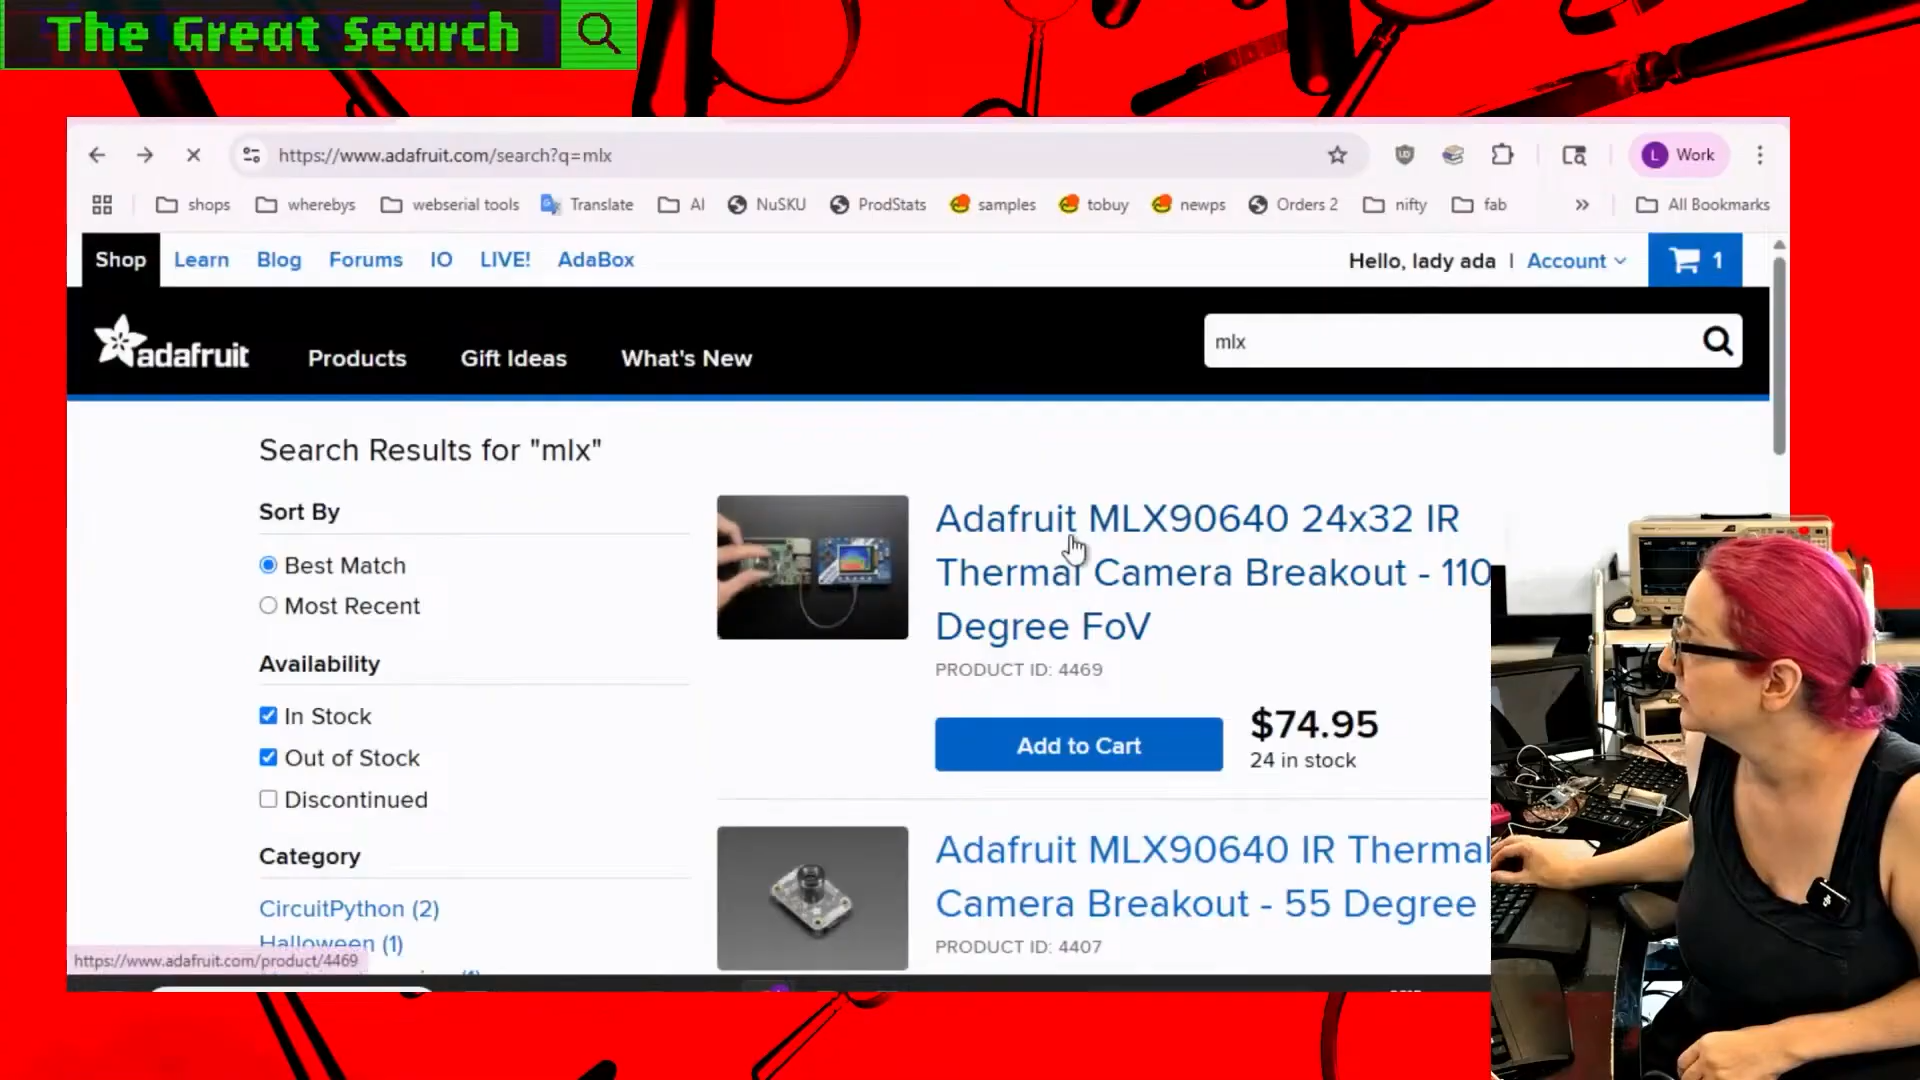 The Great Search
https://www.adafruit.com/search?q=mlx
L Work
shops wherebys webserial tools Translate AI NuSKU ProdStats samples tobuy newps Orders 2 nifty fab » All Bookmarks
Shop Learn Blog Forums IO LIVE! AdaBox Hello, lady ada | Account 1
adafruit Products Gift Ideas What's New mlx
Search Results for "mlx"
Sort By
Best Match
Most Recent
Availability
In Stock
Out of Stock
Discontinued
Category
CircuitPython (2)
Halloween (1)
https://www.adafruit.com/product/4469
Adafruit MLX90640 24x32 IR
Thermal Camera Breakout - 110
Degree FoV
PRODUCT ID: 4469
Add to Cart
$74.95
24 in stock
Adafruit MLX90640 IR Thermal
Camera Breakout - 55 Degree
PRODUCT ID: 4407